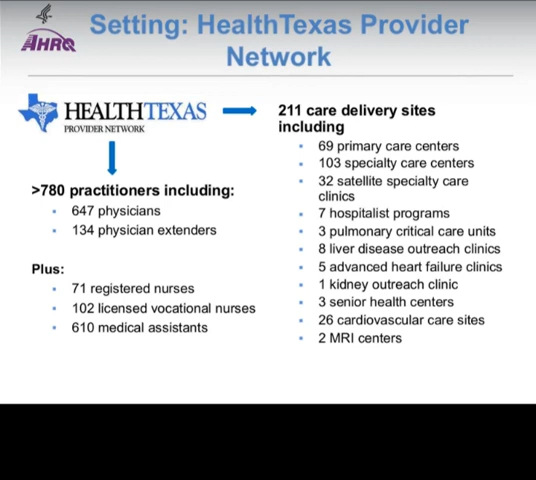 Setting: HealthTexas Provider
Network
AHRQ
HEALTHTEXAS
PROVIDER NETWORK
>780 practitioners including:
• 647 physicians
• 134 physician extenders
Plus:
• 71 registered nurses
• 102 licensed vocational nurses
• 610 medical assistants
211 care delivery sites
including
• 69 primary care centers
• 103 specialty care centers
• 32 satellite specialty care
clinics
• 7 hospitalist programs
• 3 pulmonary critical care units
• 8 liver disease outreach clinics
• 5 advanced heart failure clinics
• 1 kidney outreach clinic
• 3 senior health centers
• 26 cardiovascular care sites
• 2 MRI centers